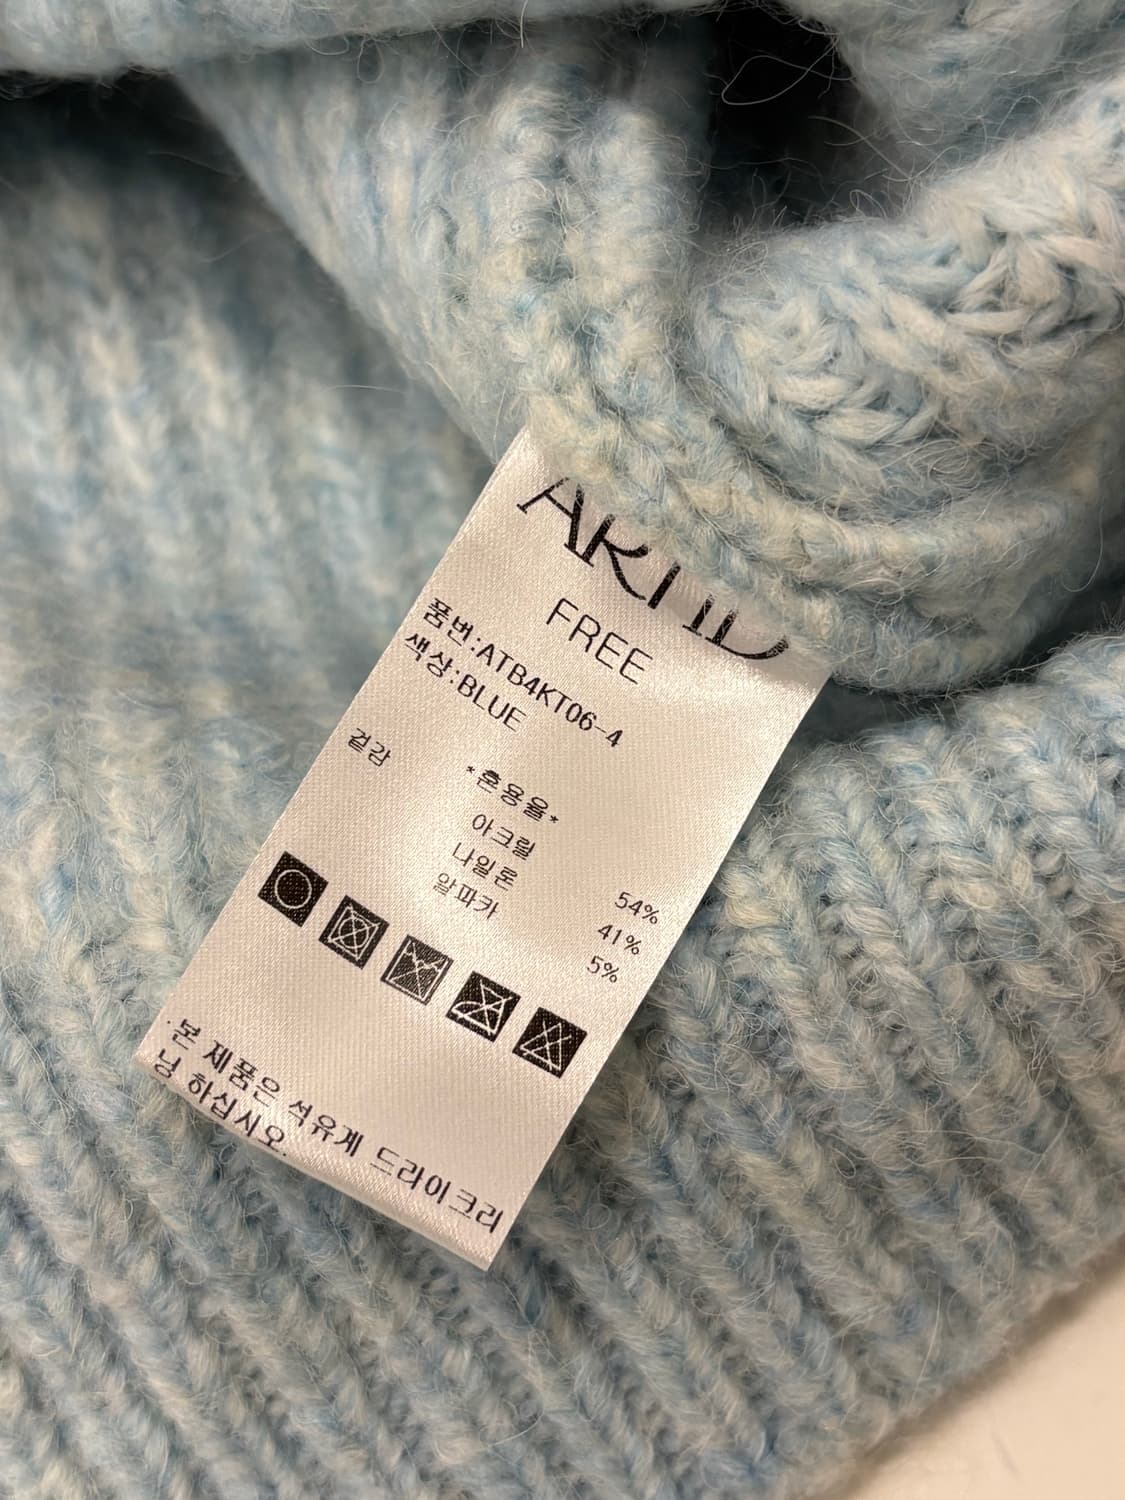 AKIIID
FREE
품번:ATB4KT06-4
색상:BLUE
*혼용율*
겉감 아크릴 54%
나일론 41%
알파카 5%
·본 제품은 석유계 드라이크리
닝 하십시오.